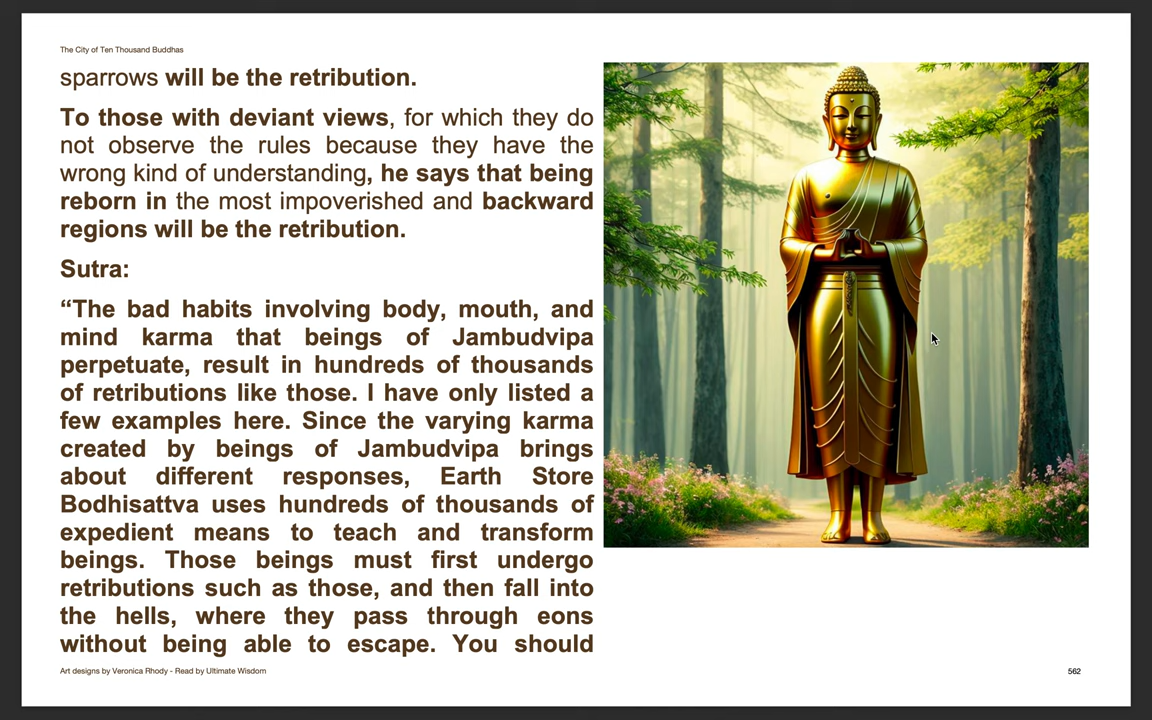 The City of Ten Thousand Buddhas
sparrows will be the retribution.
To those with deviant views, for which they do
not observe the rules because they have the
wrong kind of understanding, he says that being
reborn in the most impoverished and backward
regions will be the retribution.
Sutra:
“The bad habits involving body, mouth, and
mind karma that beings of Jambudvipa
perpetuate, result in hundreds of thousands
of retributions like those. I have only listed a
few examples here. Since the varying karma
created by beings of Jambudvipa brings
about different responses, Earth Store
Bodhisattva uses hundreds of thousands of
expedient means to teach and transform
beings. Those beings must first undergo
retributions such as those, and then fall into
the hells, where they pass through eons
without being able to escape. You should
Art designs by Veronica Rhody - Read by Ultimate Wisdom
562